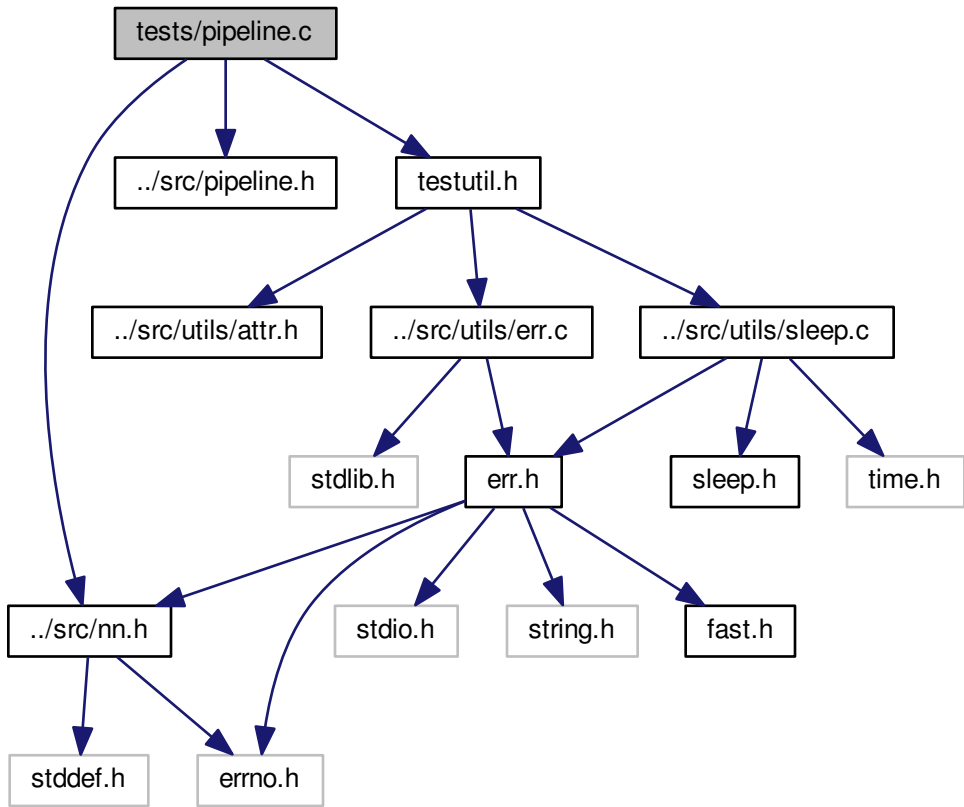 tests/pipeline.c
../src/pipeline.h
testutil.h
../src/utils/attr.h
../src/utils/err.c
../src/utils/sleep.c
stdlib.h
err.h
sleep.h
time.h
../src/nn.h
stdio.h
string.h
fast.h
stddef.h
errno.h